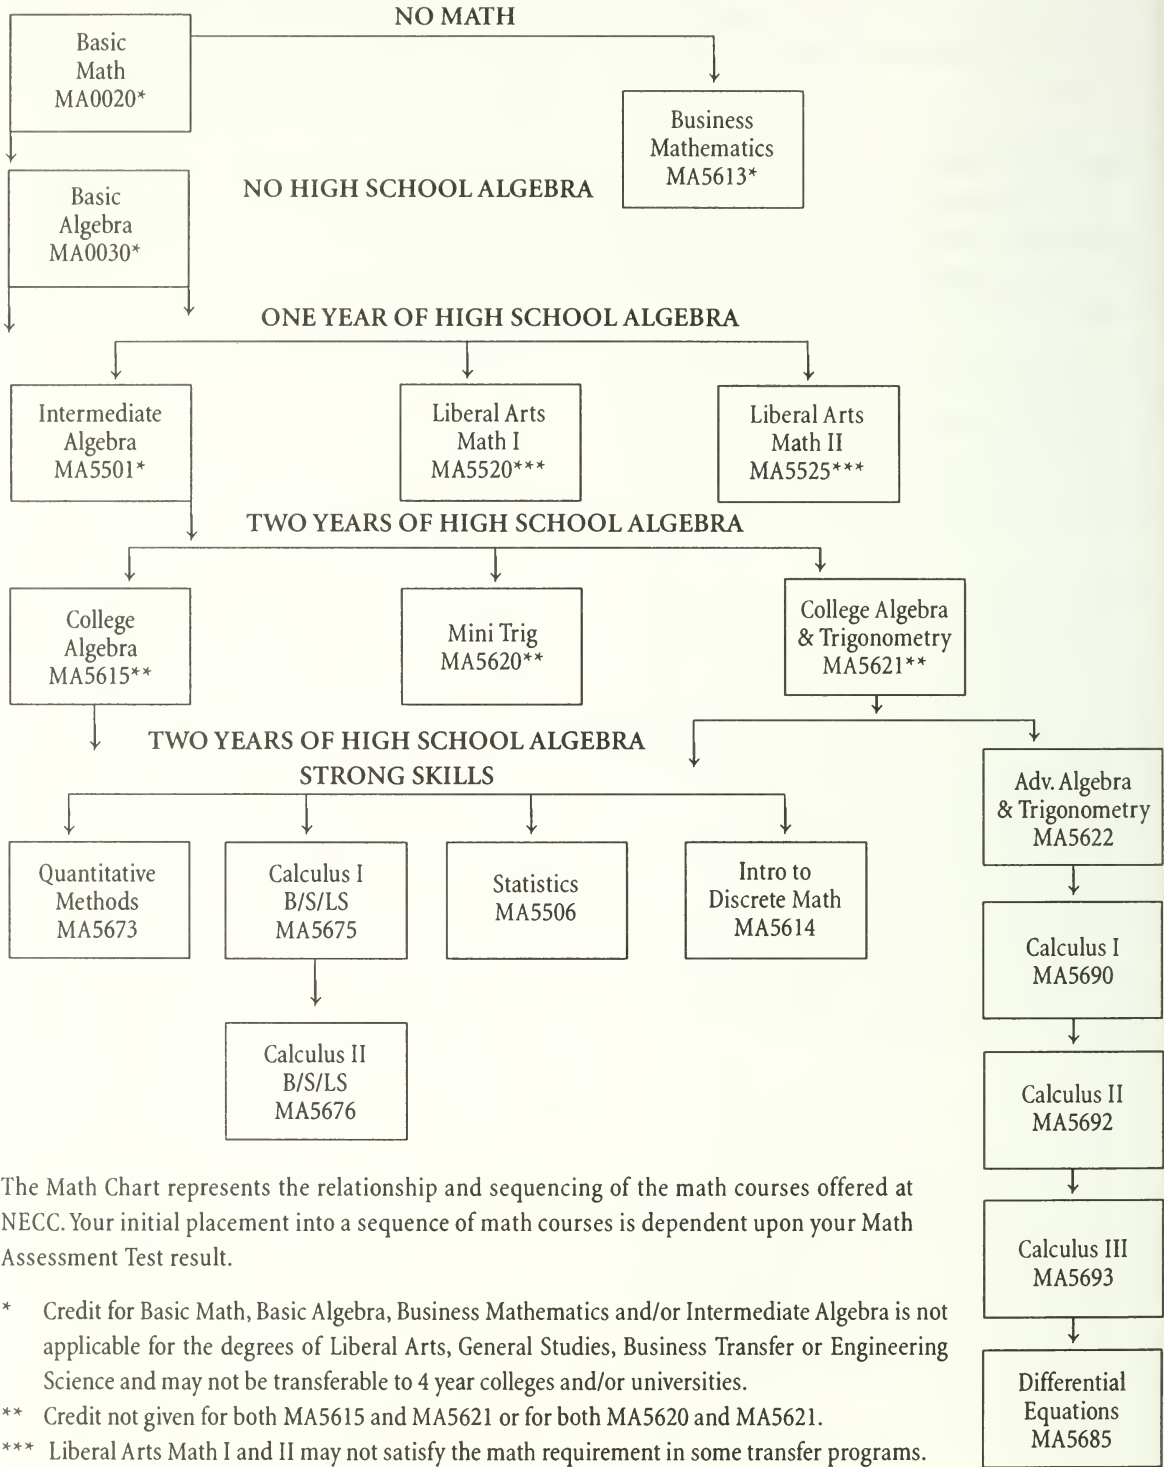 NO MATH
Basic
Math
MA0020*
Business
Mathematics
MA5613*
NO HIGH SCHOOL ALGEBRA
Basic
Algebra
MA0030*
ONE YEAR OF HIGH SCHOOL ALGEBRA
Intermediate
Algebra
MA5501*
Liberal Arts
Math I
MA5520***
Liberal Arts
Math II
MA5525***
TWO YEARS OF HIGH SCHOOL ALGEBRA
College
Algebra
MA5615**
Mini Trig
MA5620**
College Algebra
& Trigonometry
MA5621**
TWO YEARS OF HIGH SCHOOL ALGEBRA
STRONG SKILLS
Quantitative
Methods
MA5673
Calculus I
B/S/LS
MA5675
Statistics
MA5506
Intro to
Discrete Math
MA5614
Calculus II
B/S/LS
MA5676
Adv. Algebra
& Trigonometry
MA5622
Calculus I
MA5690
Calculus II
MA5692
Calculus III
MA5693
Differential
Equations
MA5685
The Math Chart represents the relationship and sequencing of the math courses offered at
NECC. Your initial placement into a sequence of math courses is dependent upon your Math
Assessment Test result.
* Credit for Basic Math, Basic Algebra, Business Mathematics and/or Intermediate Algebra is not
applicable for the degrees of Liberal Arts, General Studies, Business Transfer or Engineering
Science and may not be transferable to 4 year colleges and/or universities.
** Credit not given for both MA5615 and MA5621 or for both MA5620 and MA5621.
*** Liberal Arts Math I and II may not satisfy the math requirement in some transfer programs.